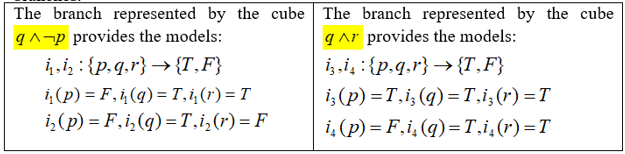 The branch represented by the cube
q ∧ ¬p provides the models:
i₁,i₂ : {p,q,r} → {T,F}
i₁(p) = F, i₁(q) = T, i₁(r) = T
i₂(p) = F, i₂(q) = T, i₂(r) = F
The branch represented by the cube
q ∧ r provides the models:
i₃,i₄ : {p,q,r} → {T,F}
i₃(p) = T, i₃(q) = T, i₃(r) = T
i₄(p) = F, i₄(q) = T, i₄(r) = T